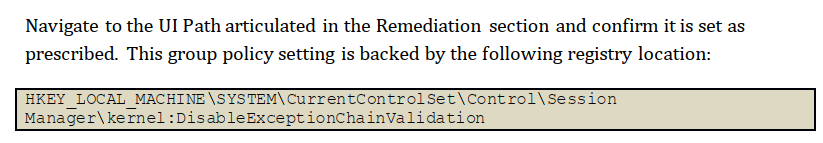 Navigate to the UI Path articulated in the Remediation section and confirm it is set as
prescribed. This group policy setting is backed by the following registry location:
HKEY_LOCAL_MACHINE\SYSTEM\CurrentControlSet\Control\Session
Manager\kernel:DisableExceptionChainValidation